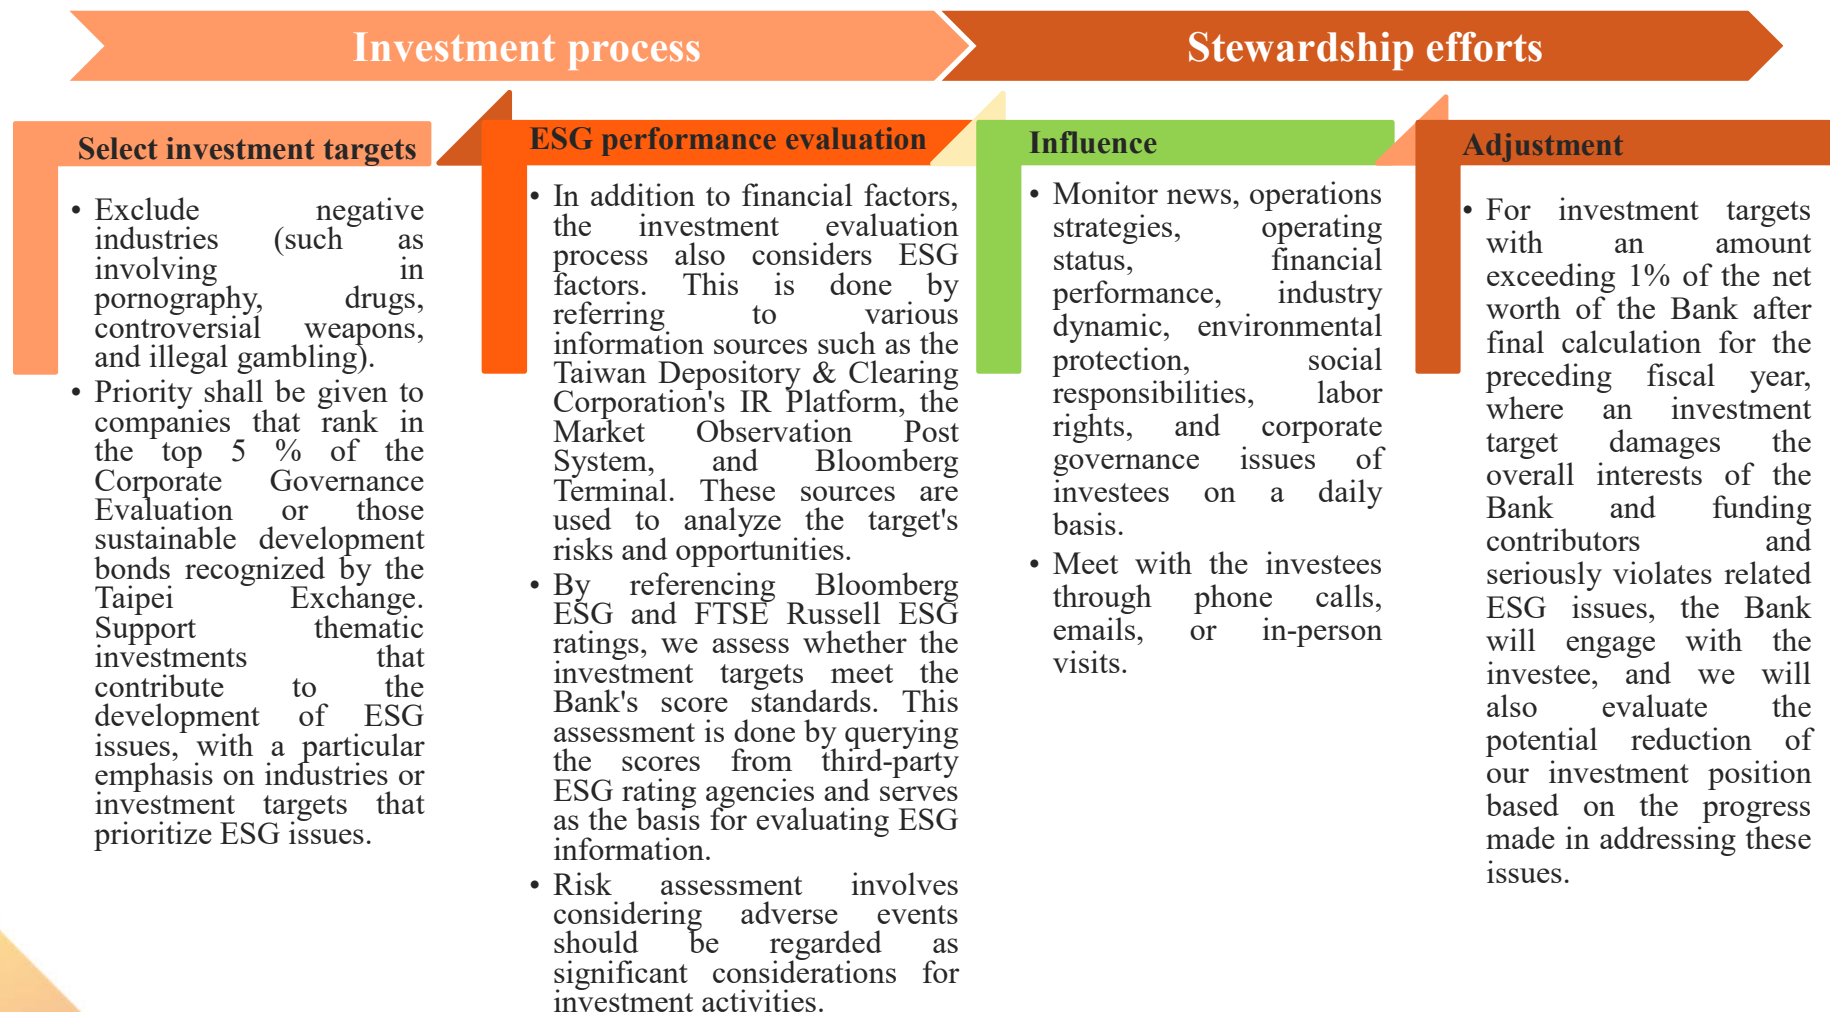 Investment process
Stewardship efforts
Select investment targets
• Exclude negative
industries (such as
involving in
pornography, drugs,
controversial weapons,
and illegal gambling).
• Priority shall be given to
companies that rank in
the top 5 % of the
Corporate Governance
Evaluation or those
sustainable development
bonds recognized by the
Taipei Exchange.
Support thematic
investments that
contribute to the
development of ESG
issues, with a particular
emphasis on industries or
investment targets that
prioritize ESG issues.
ESG performance evaluation
• In addition to financial factors,
the investment evaluation
process also considers ESG
factors. This is done by
referring to various
information sources such as the
Taiwan Depository & Clearing
Corporation's IR Platform, the
Market Observation Post
System, and Bloomberg
Terminal. These sources are
used to analyze the target's
risks and opportunities.
• By referencing Bloomberg
ESG and FTSE Russell ESG
ratings, we assess whether the
investment targets meet the
Bank's score standards. This
assessment is done by querying
the scores from third-party
ESG rating agencies and serves
as the basis for evaluating ESG
information.
• Risk assessment involves
considering adverse events
should be regarded as
significant considerations for
investment activities.
Influence
• Monitor news, operations
strategies, operating
status, financial
performance, industry
dynamic, environmental
protection, social
responsibilities, labor
rights, and corporate
governance issues of
investees on a daily
basis.
• Meet with the investees
through phone calls,
emails, or in-person
visits.
Adjustment
• For investment targets
with an amount
exceeding 1% of the net
worth of the Bank after
final calculation for the
preceding fiscal year,
where an investment
target damages the
overall interests of the
Bank and funding
contributors and
seriously violates related
ESG issues, the Bank
will engage with the
investee, and we will
also evaluate the
potential reduction of
our investment position
based on the progress
made in addressing these
issues.